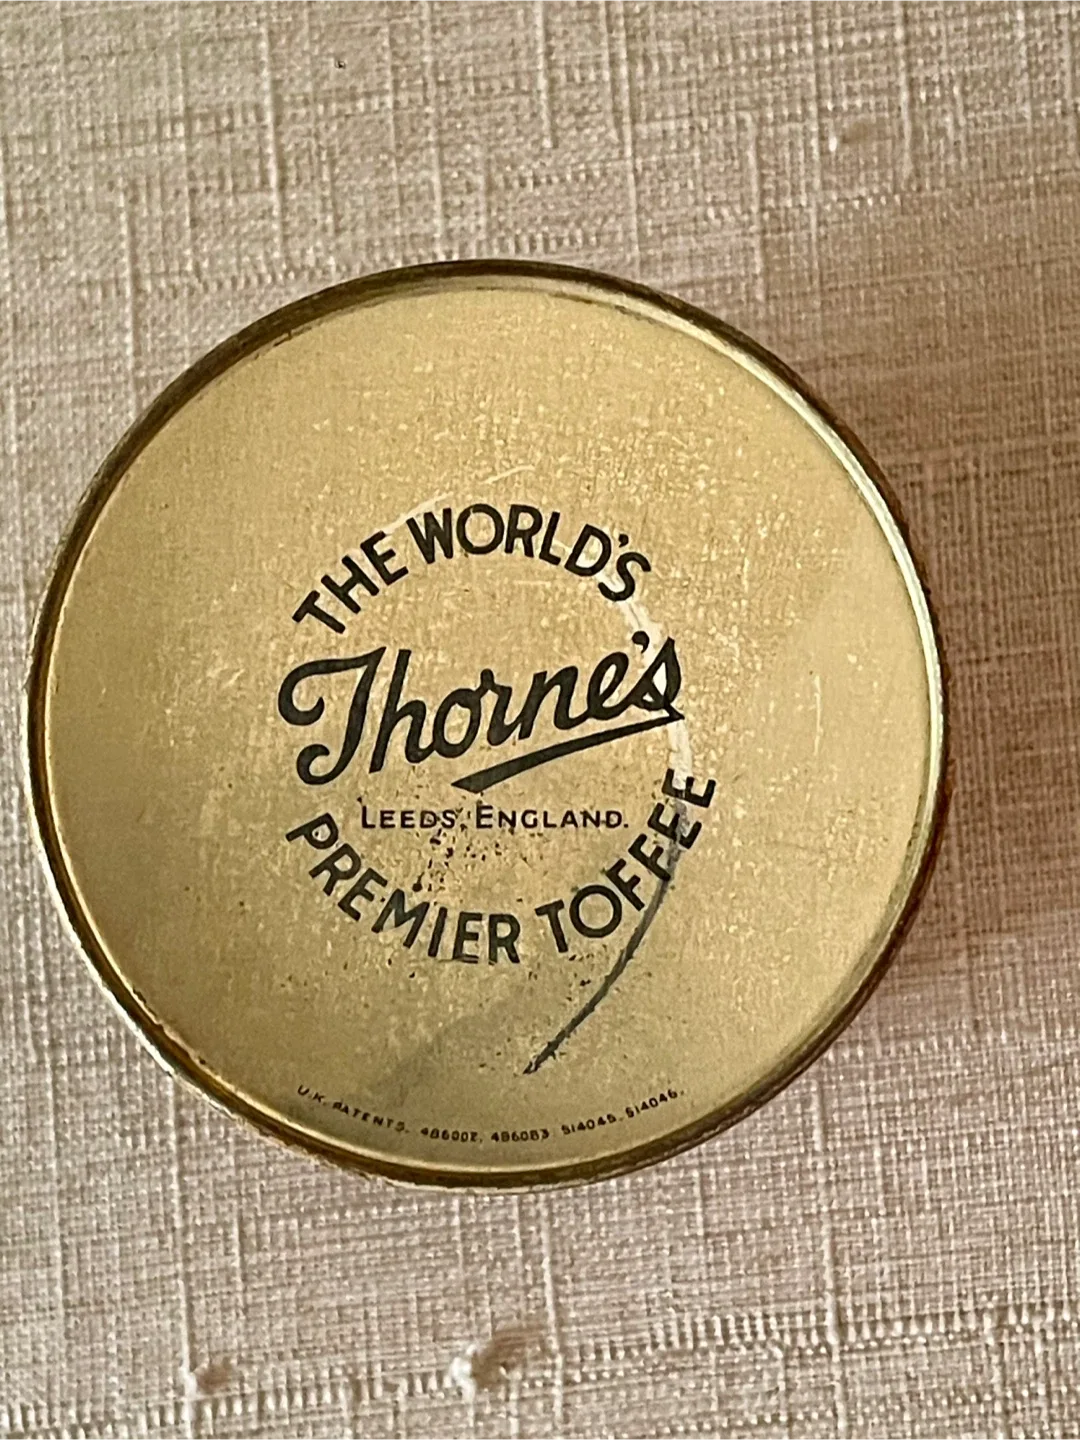 THE WORLD'S
Thorne's
LEEDS, ENGLAND.
PREMIER TOFFEE
U.K. PATENTS. 486002, 486083 514045, 514046.